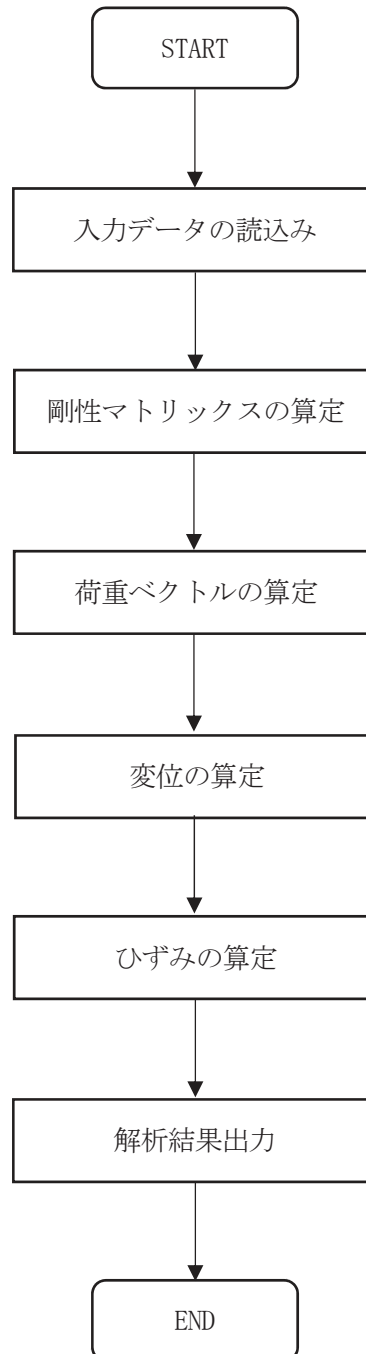 START
入力データの読込み
剛性マトリックスの算定
荷重ベクトルの算定
変位の算定
ひずみの算定
解析結果出力
END